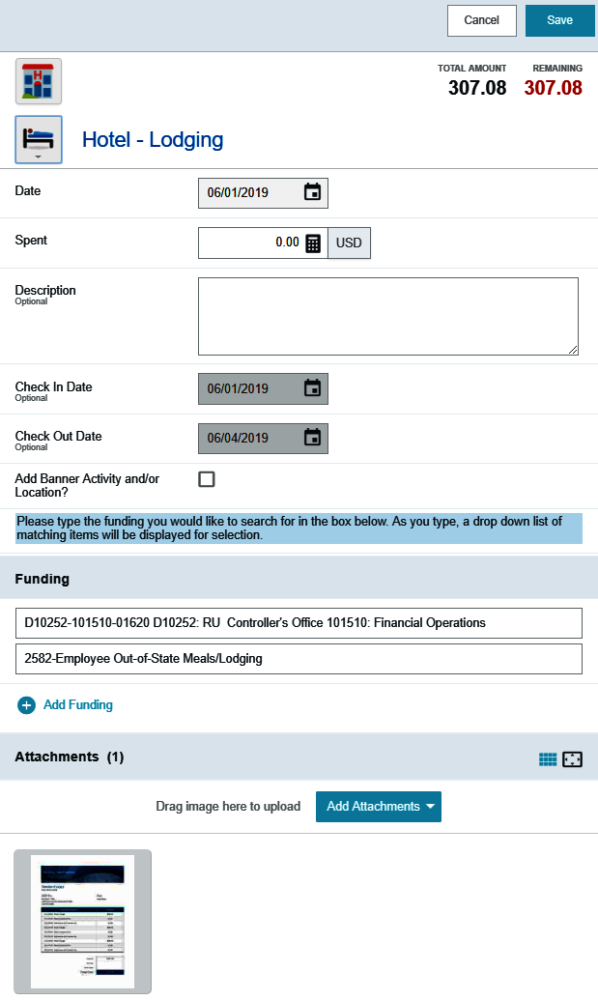 Cancel Save
TOTAL AMOUNT REMAINING
307.08 307.08
H
Hotel - Lodging
Date 06/01/2019
Spent 0.00 USD
Description
Optional
Check In Date 06/01/2019
Optional
Check Out Date 06/04/2019
Optional
Add Banner Activity and/or
Location?
Please type the funding you would like to search for in the box below. As you type, a drop down list of
matching items will be displayed for selection.
Funding
D10252-101510-01620 D10252: RU Controller's Office 101510: Financial Operations
2582-Employee Out-of-State Meals/Lodging
Add Funding
Attachments (1)
Drag image here to upload Add Attachments